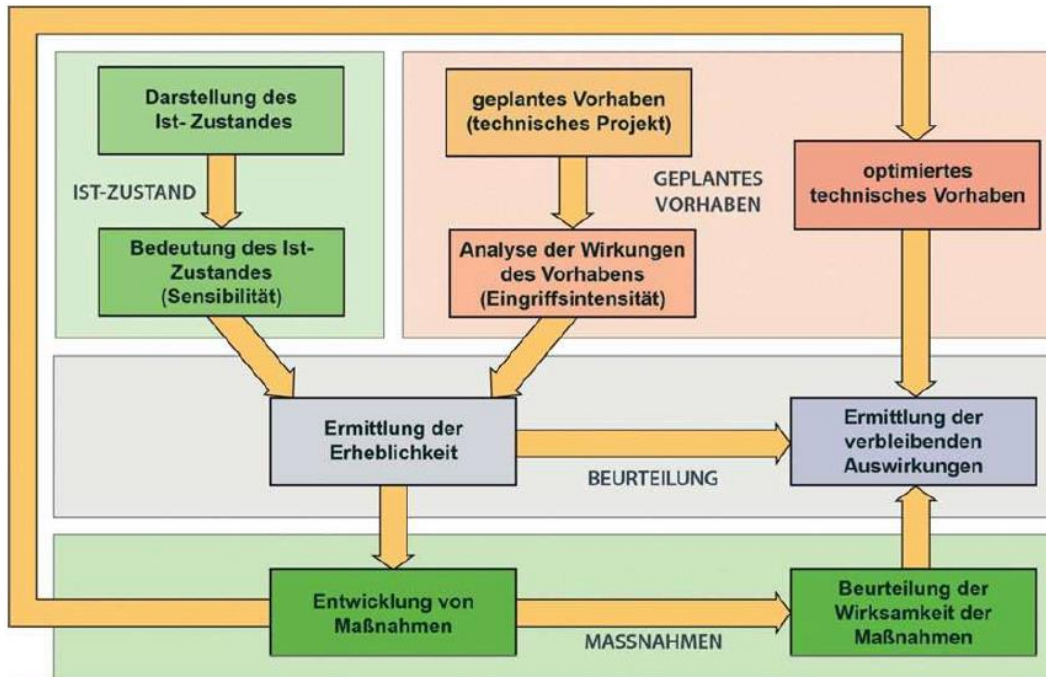 Darstellung des
Ist- Zustandes
geplantes Vorhaben
(technisches Projekt)
optimiertes
technisches Vorhaben
IST-ZUSTAND
GEPLANTES
VORHABEN
Bedeutung des Ist-
Zustandes
(Sensibilität)
Analyse der Wirkungen
des Vorhabens
(Eingriffsintensität)
Ermittlung der
Erheblichkeit
Ermittlung der
verbleibenden
Auswirkungen
BEURTEILUNG
Entwicklung von
Maßnahmen
Beurteilung der
Wirksamkeit der
Maßnahmen
MASSNAHMEN